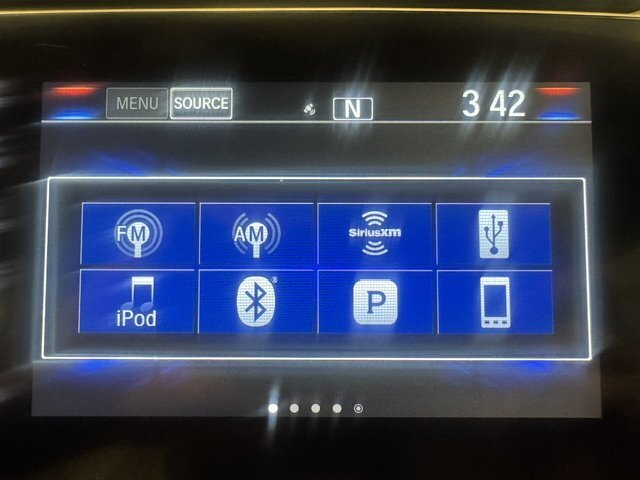 MENU SOURCE N 3 42
FM AM SiriusXM
iPod P